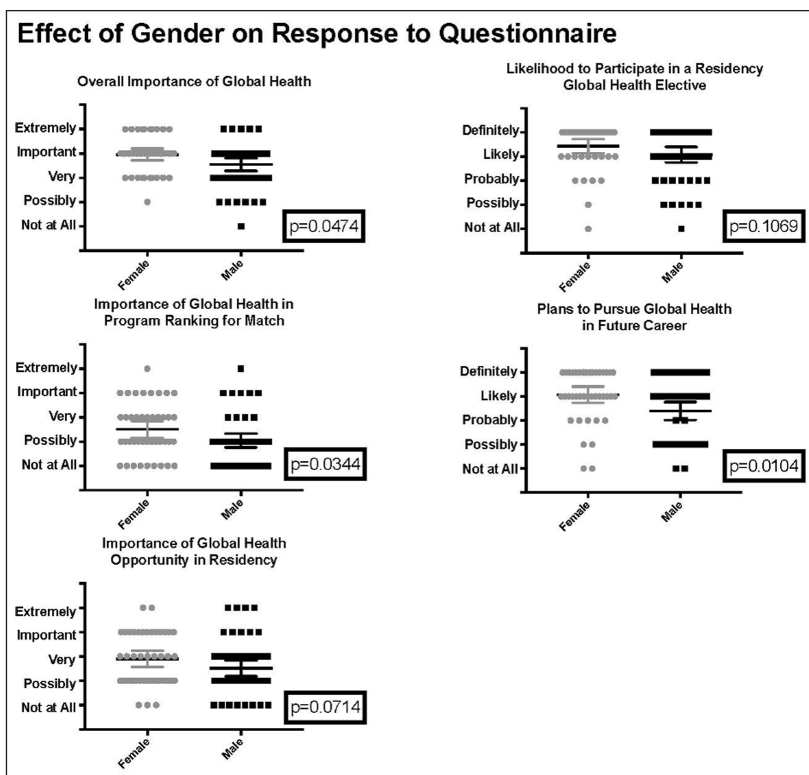 Effect of Gender on Response to Questionnaire
Overall Importance of Global Health
Extremely
Important
Very
Possibly
Not at All
p=0.0474
Female
Male
Likelihood to Participate in a Residency
Global Health Elective
Definitely
Likely
Probably
Possibly
Not at All
p=0.1069
Female
Male
Importance of Global Health in
Program Ranking for Match
Extremely
Important
Very
Possibly
Not at All
p=0.0344
Female
Male
Plans to Pursue Global Health
in Future Career
Definitely
Likely
Probably
Possibly
Not at All
p=0.0104
Female
Male
Importance of Global Health
Opportunity in Residency
Extremely
Important
Very
Possibly
Not at All
p=0.0714
Female
Male